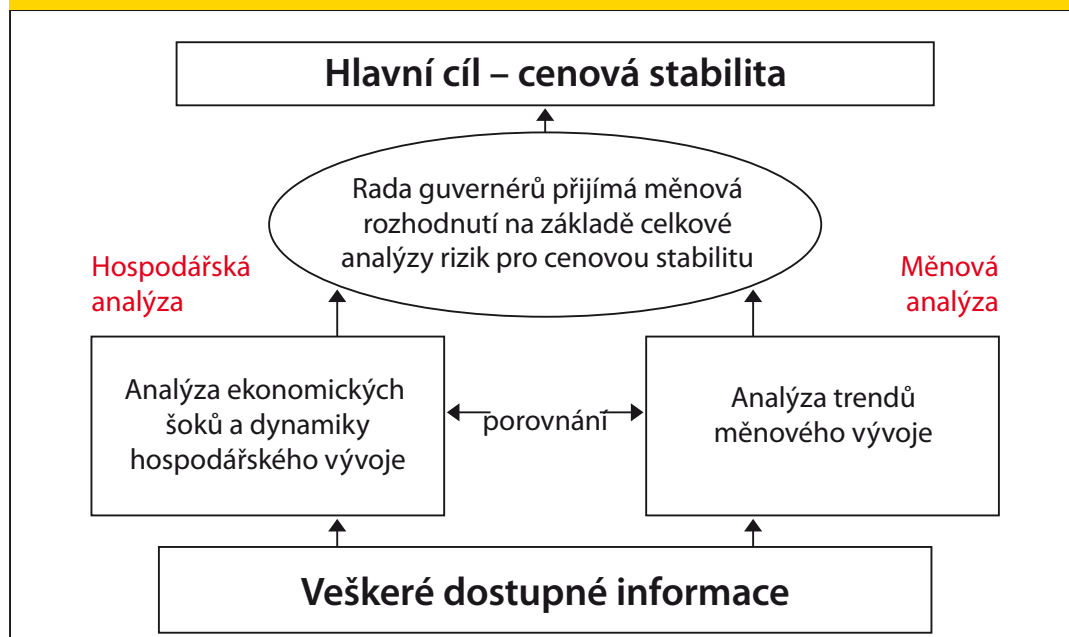 Hlavní cíl – cenová stabilita
Rada guvernérů přijímá měnová
rozhodnutí na základě celkové
analýzy rizik pro cenovou stabilitu
Hospodářská
analýza
Měnová
analýza
Analýza ekonomických
šoků a dynamiky
hospodářského vývoje
porovnání
Analýza trendů
měnového vývoje
Veškeré dostupné informace